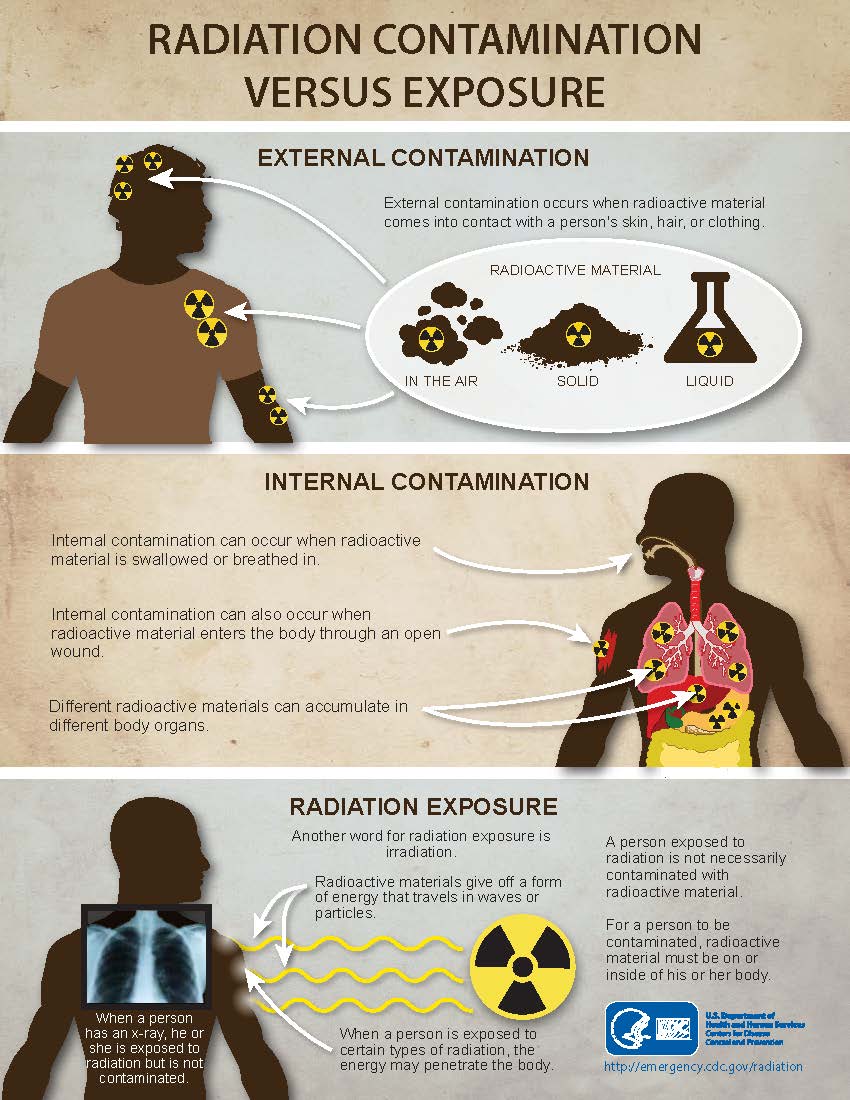 RADIATION CONTAMINATION
VERSUS EXPOSURE
EXTERNAL CONTAMINATION
External contamination occurs when radioactive material
comes into contact with a person's skin, hair, or clothing.
RADIOACTIVE MATERIAL
IN THE AIR
SOLID
LIQUID
INTERNAL CONTAMINATION
Internal contamination can occur when radioactive
material is swallowed or breathed in.
Internal contamination can also occur when
radioactive material enters the body through an open
wound.
Different radioactive materials can accumulate in
different body organs.
RADIATION EXPOSURE
Another word for radiation exposure is
irradiation.
Radioactive materials give off a form
of energy that travels in waves or
particles.
When a person is exposed to
certain types of radiation, the
energy may penetrate the body.
When a person
has an x-ray, he or
she is exposed to
radiation but is not
contaminated.
A person exposed to
radiation is not necessarily
contaminated with
radioactive material.
For a person to be
contaminated, radioactive
material must be on or
inside of his or her body.
CDC
U.S. Department of
Health and Human Services
Centers for Disease
Control and Prevention
http://emergency.cdc.gov/radiation